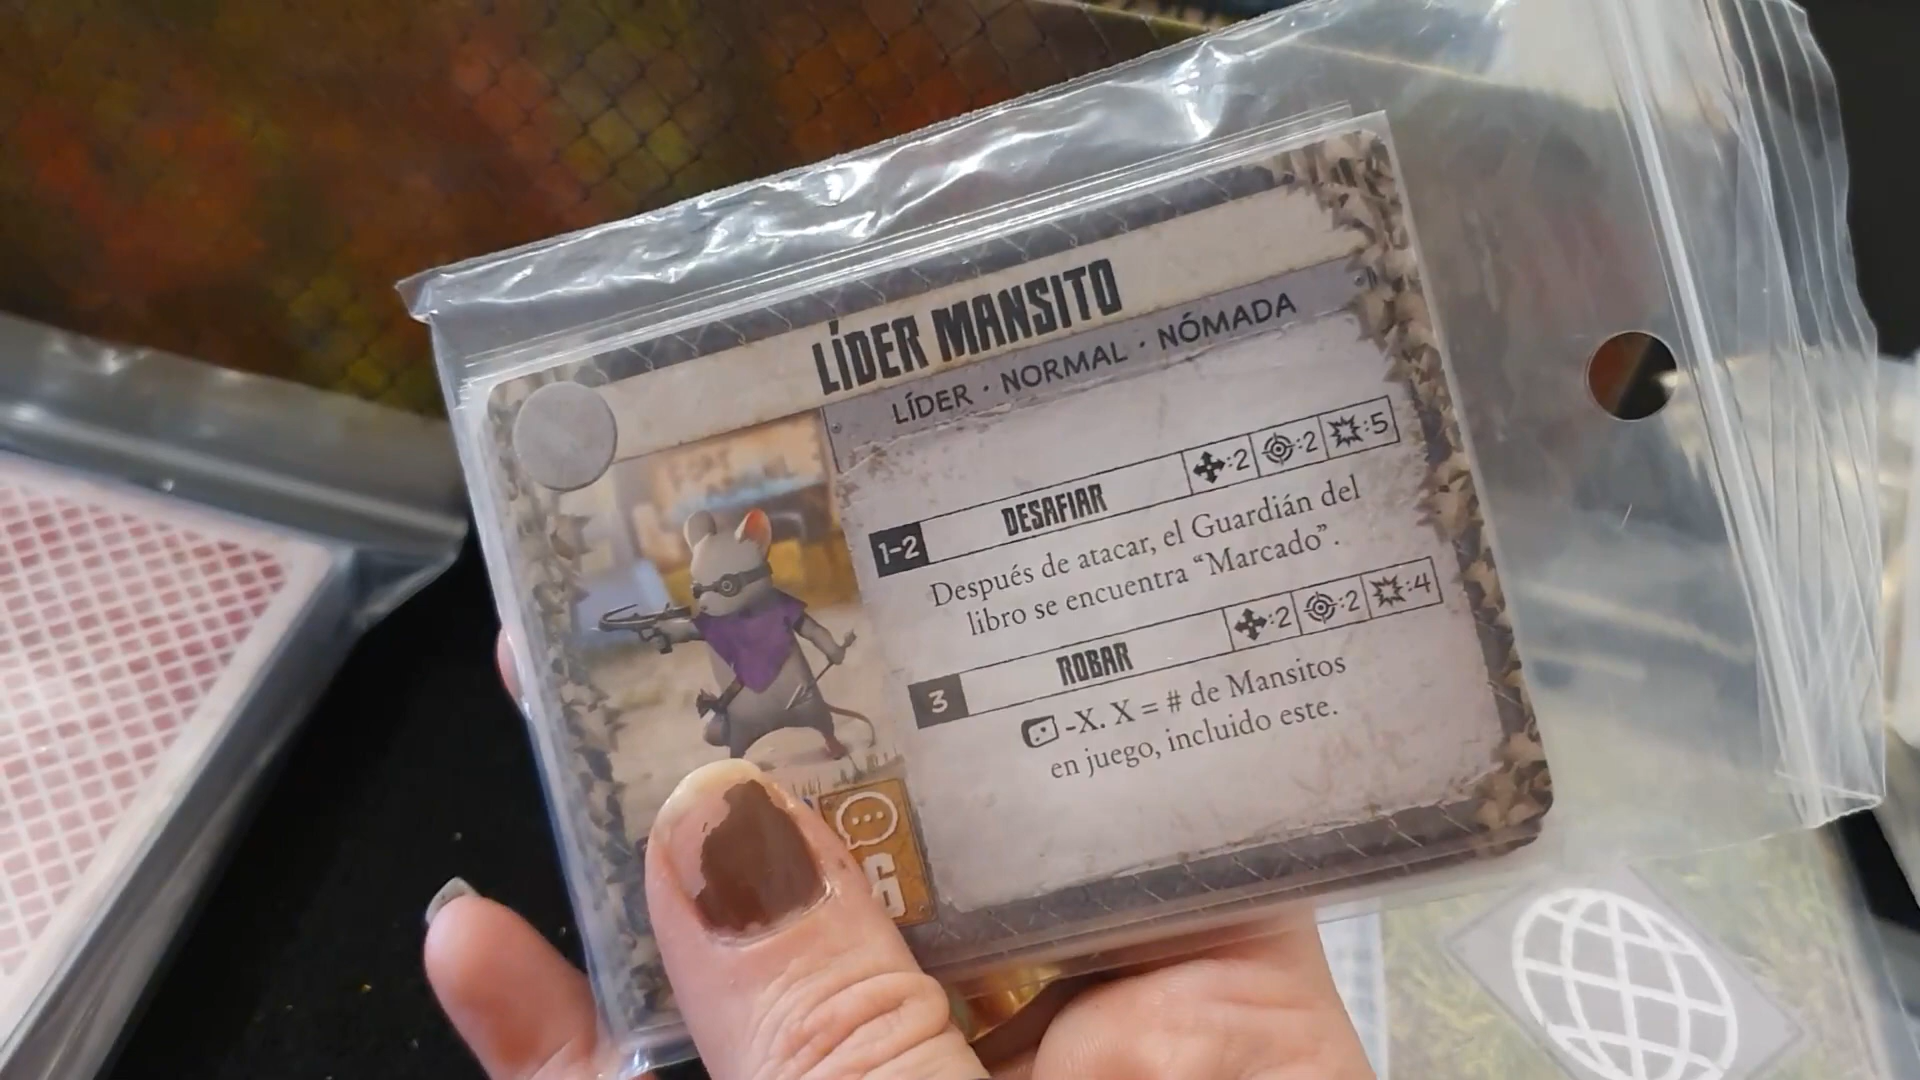 LÍDER MANSITO
LÍDER · NORMAL · NÓMADA
1-2 DESAFIAR :2 :2 :5
Después de atacar, el Guardián del
libro se encuentra “Marcado”.
3 ROBAR :2 :2 :4
-X. X = # de Mansitos
en juego, incluido este.